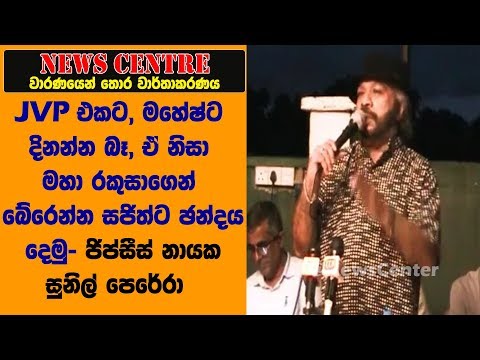 NEWS CENTRE
වාරණයෙන් තොර වාර්තාකරණය
JVP එකට, මහේෂ්ට
දිනන්න බෑ, ඒ නිසා
මහා රකුසාගෙන්
බේරෙන්න සජිත්ට ඡන්දය
දෙමු- ජිප්සීස් නායක
සුනිල් පෙරේරා
NewsCenter